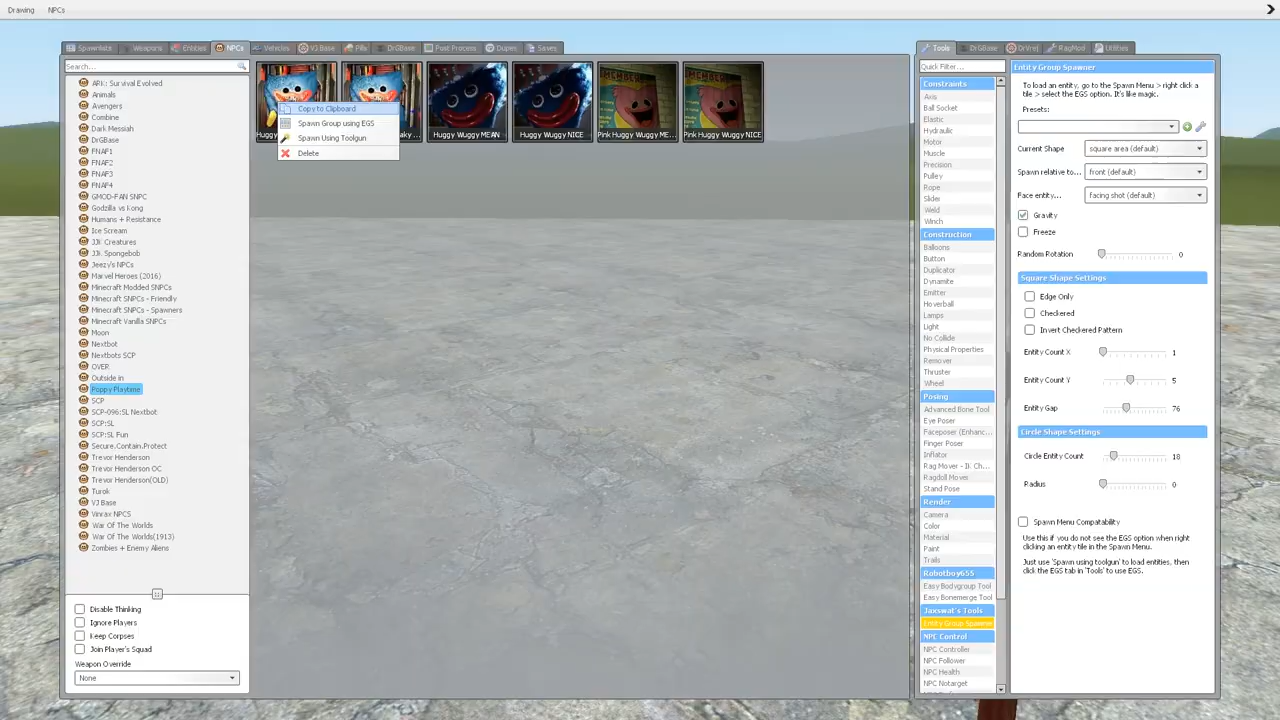 Drawing NPCs
Spawnlists Weapons Entities NPCs Vehicles VJ Base Pills DrGBase Post Process Dupes Saves
Search...
ARK: Survival Evolved
Animals
Avengers
Combine
Dark Messiah
DrGBase
FNAF1
FNAF2
FNAF3
FNAF4
GMOD-FAN SNPC
Godzilla vs Kong
Humans + Resistance
Ice Scream
JJK Creatures
JJK Spongebob
Jeezy's NPCs
Marvel Heroes (2016)
Minecraft Modded SNPCs
Minecraft SNPCs - Friendly
Minecraft SNPCs - Spawners
Minecraft Vanilla SNPCs
Moon
Nextbot
Nextbots SCP
OVER
Outside in
Poppy Playtime
SCP
SCP-096:SL Nextbot
SCP:SL
SCP:SL Fun
Secure.Contain.Protect
Trevor Henderson
Trevor Henderson OC
Trevor Henderson(OLD)
Turok
VJ Base
Vinrax NPCS
War Of The Worlds
War Of The Worlds(1913)
Zombies + Enemy Aliens
Disable Thinking
Ignore Players
Keep Corpses
Join Player's Squad
Weapon Override
None
Huggy Wuggy MEAN
Huggy Wuggy NICE
Pink Huggy Wuggy ME...
Pink Huggy Wuggy NICE
Copy to Clipboard
Spawn Group using EGS
Spawn Using Toolgun
Delete
Tools DrGBase DrVrej RagMod Utilities
Quick Filter...
Constraints
Axis
Ball Socket
Elastic
Hydraulic
Motor
Muscle
Precision
Pulley
Rope
Slider
Weld
Winch
Construction
Balloons
Button
Duplicator
Dynamite
Emitter
Hoverball
Lamps
Light
No Collide
Physical Properties
Remover
Thruster
Wheel
Posing
Advanced Bone Tool
Eye Poser
Faceposer (Enhanc...
Finger Poser
Inflator
Rag Mover - IK Ch...
Ragdoll Mover
Stand Pose
Render
Camera
Color
Material
Paint
Trails
Robotboy655
Easy Bodygroup Tool
Easy Bonemerge Tool
Jaxswat's Tools
Entity Group Spawner
NPC Control
NPC Controller
NPC Follower
NPC Health
NPC Notarget
Entity Group Spawner
To load an entity, go to the Spawn Menu > right click
tile > select the EGS option. It's like magic.
Presets:
Current Shape square area (default)
Spawn relative to... front (default)
Face entity... facing shot (default)
Gravity
Freeze
Random Rotation 0
Square Shape Settings
Edge Only
Checkered
Invert Checkered Pattern
Entity Count X 1
Entity Count Y 5
Entity Gap 76
Circle Shape Settings
Circle Entity Count 18
Radius 0
Spawn Menu Compatability
Use this if you do not see the EGS option when right
clicking an entity tile in the Spawn Menu.
Just use 'Spawn using toolgun' to load entities, then
click the EGS tab in 'Tools' to use EGS.